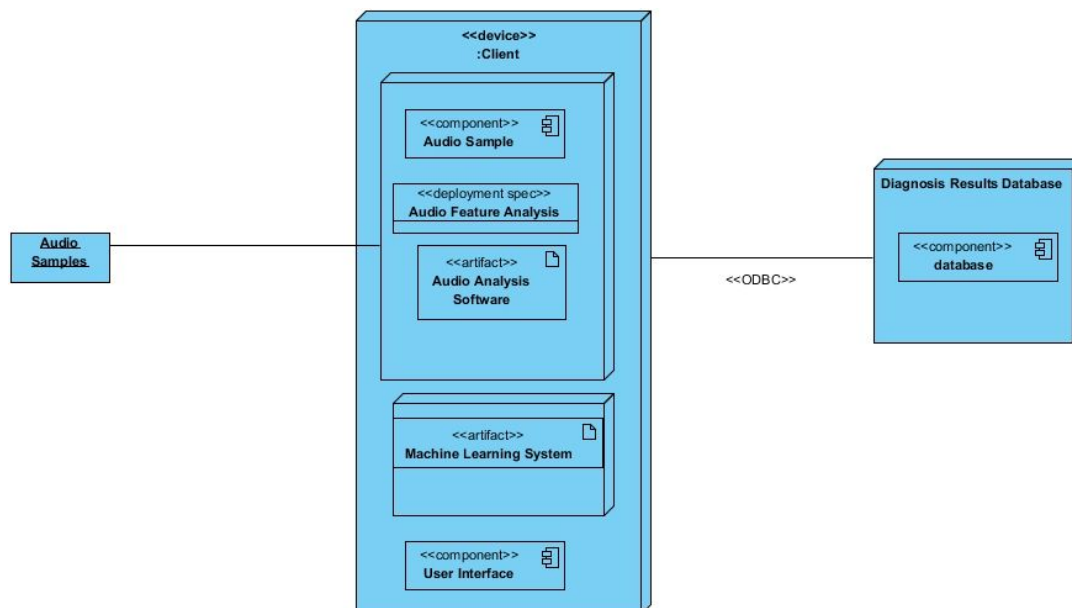 <<device>>
:Client
<<component>>
Audio Sample
<<deployment spec>>
Audio Feature Analysis
<<artifact>>
Audio Analysis
Software
<<artifact>>
Machine Learning System
<<component>>
User Interface
Audio
Samples
<<ODBC>>
Diagnosis Results Database
<<component>>
database